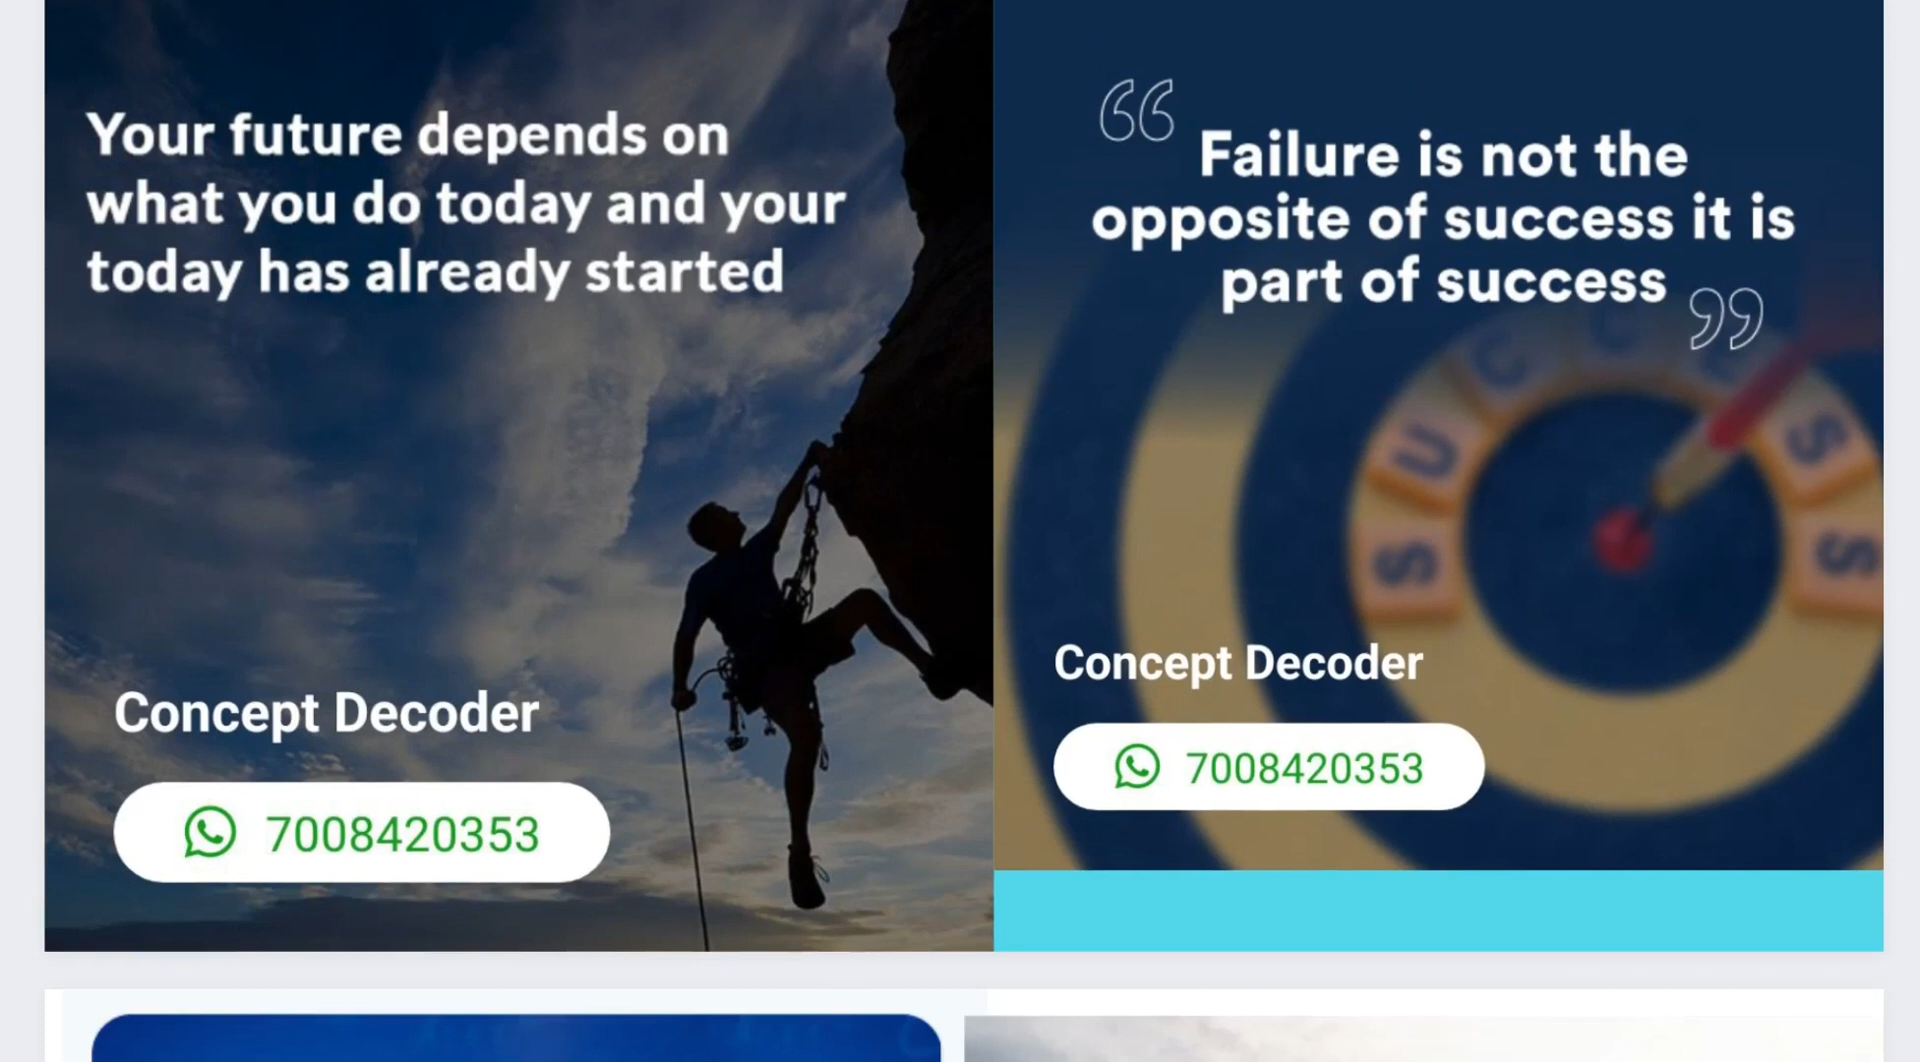 Your future depends on
what you do today and your
today has already started
Concept Decoder
7008420353
“ Failure is not the
opposite of success it is
part of success ”
S U C C S S
Concept Decoder
7008420353